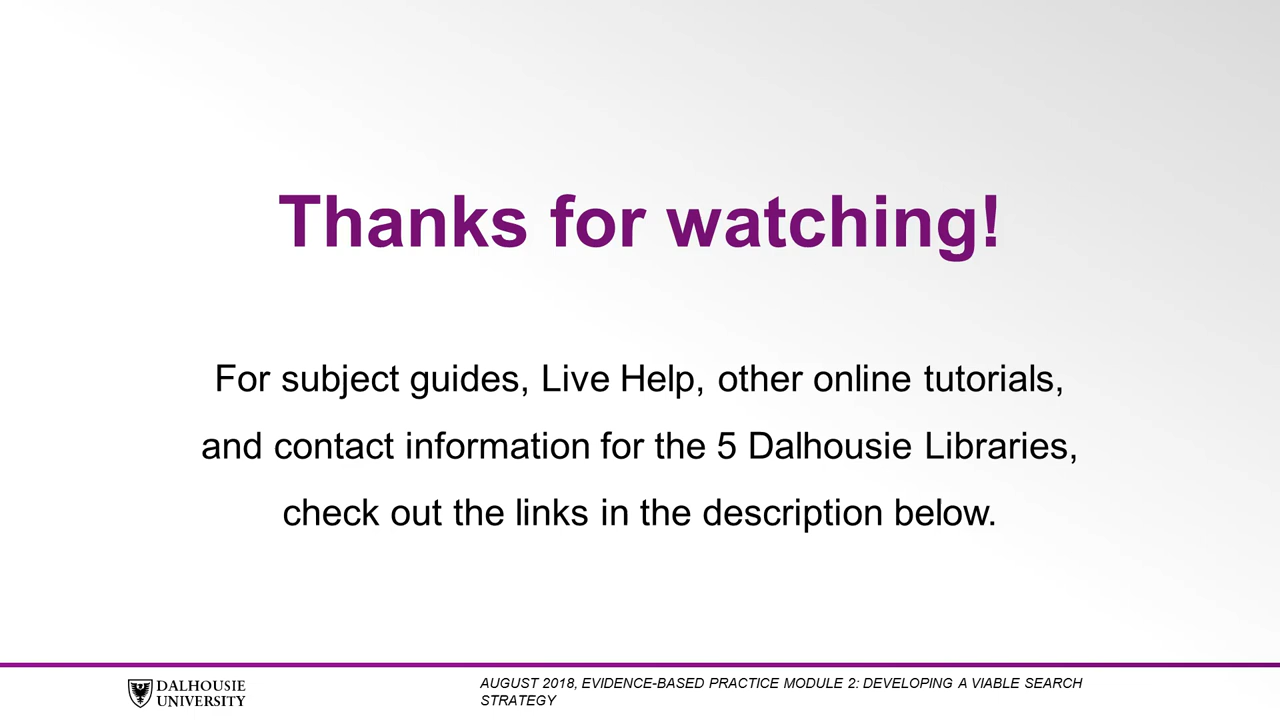 Thanks for watching!
For subject guides, Live Help, other online tutorials,
and contact information for the 5 Dalhousie Libraries,
check out the links in the description below.
DALHOUSIE
UNIVERSITY
AUGUST 2018, EVIDENCE-BASED PRACTICE MODULE 2: DEVELOPING A VIABLE SEARCH
STRATEGY